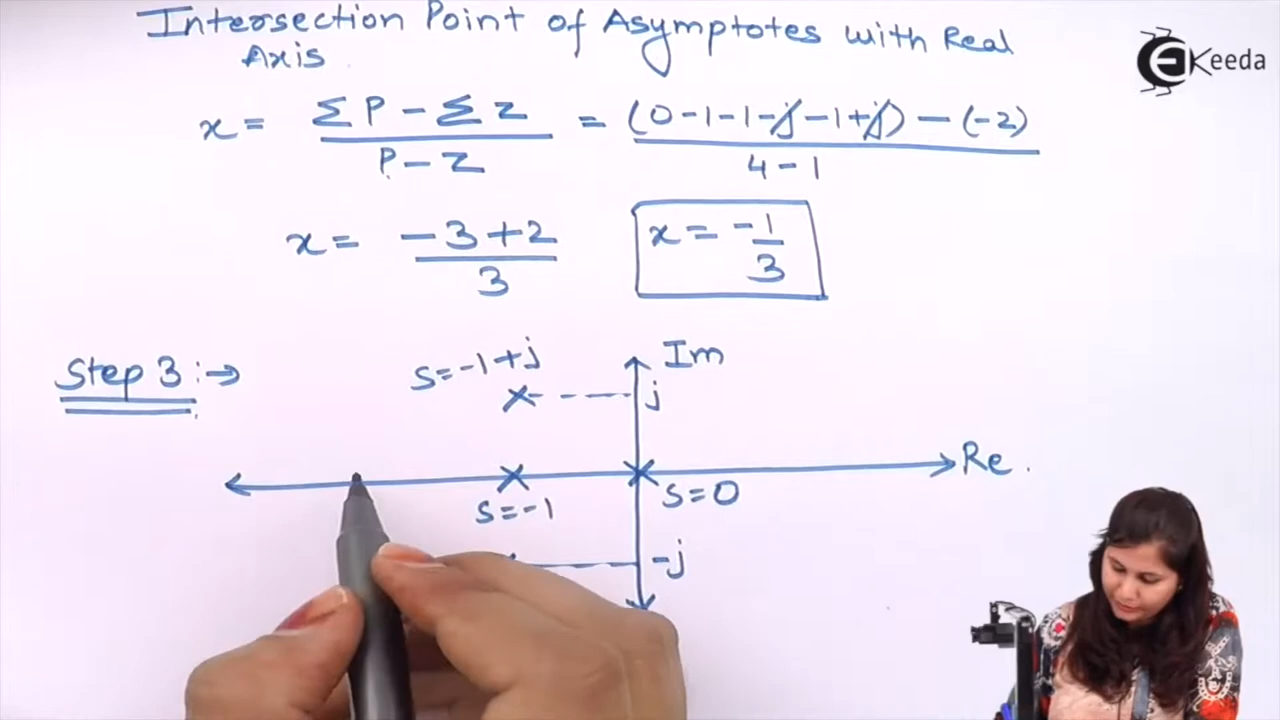 Intersection Point of Asymptotes with Real
Axis
x = ΣP - ΣZ / P - Z = (0-1-1-j-1+j) - (-2) / 4-1
x = -3+2 / 3
x = -1/3
Step 3 :→
s=-1+j
Im
j
Re.
s=-1
s=0
-j
EKeeda